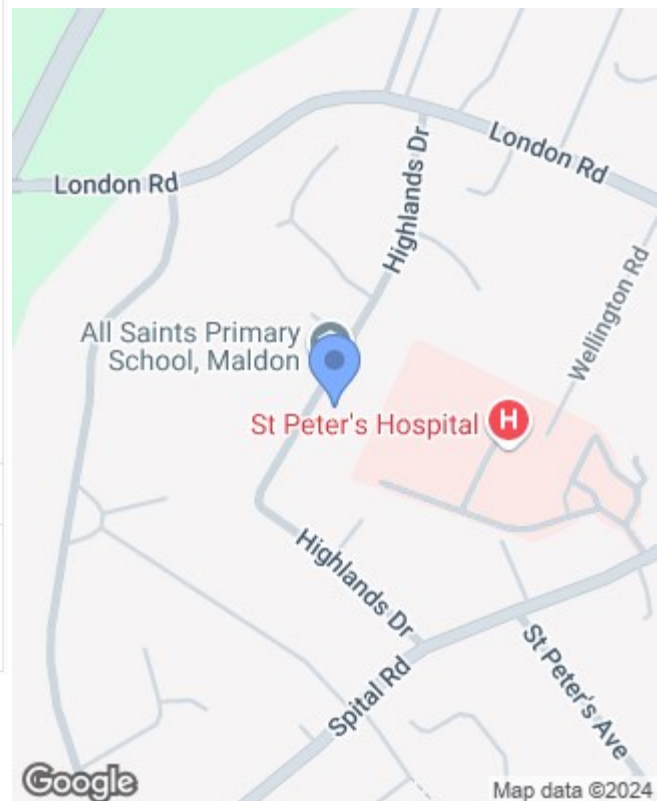 London Rd
London Rd
Highlands Dr
Wellington Rd
All Saints Primary
School, Maldon
St Peter's Hospital
H
Highlands Dr
Spital Rd
St Peter's Ave
Google
Map data ©2024